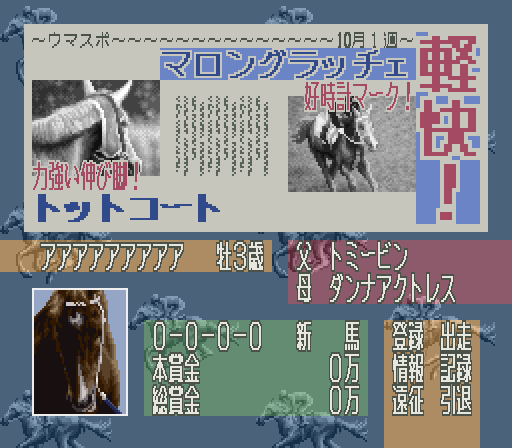 ～ウマスポ～～～～～～～～～～～～～～10月1週～
マロングラッチェ
軽快!
好時計マーク!
力強い伸び脚!
トットコート
アアアアアアアアア 牡3歳
父 トミービン
母 ダンナアクトレス
0-0-0-0 新 馬
本賞金 0万
総賞金 0万
登録 出走
情報 記録
遠征 引退